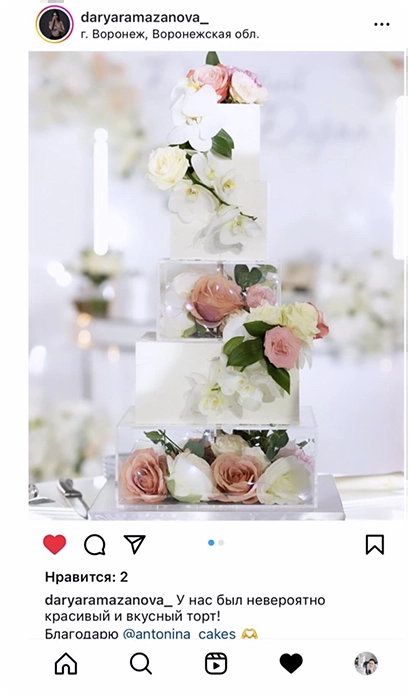 daryaramazanova_
г. Воронеж, Воронежская обл.
Нравится: 2
daryaramazanova_ У нас был невероятно
красивый и вкусный торт!
Благодарю @antonina_cakes 🫶